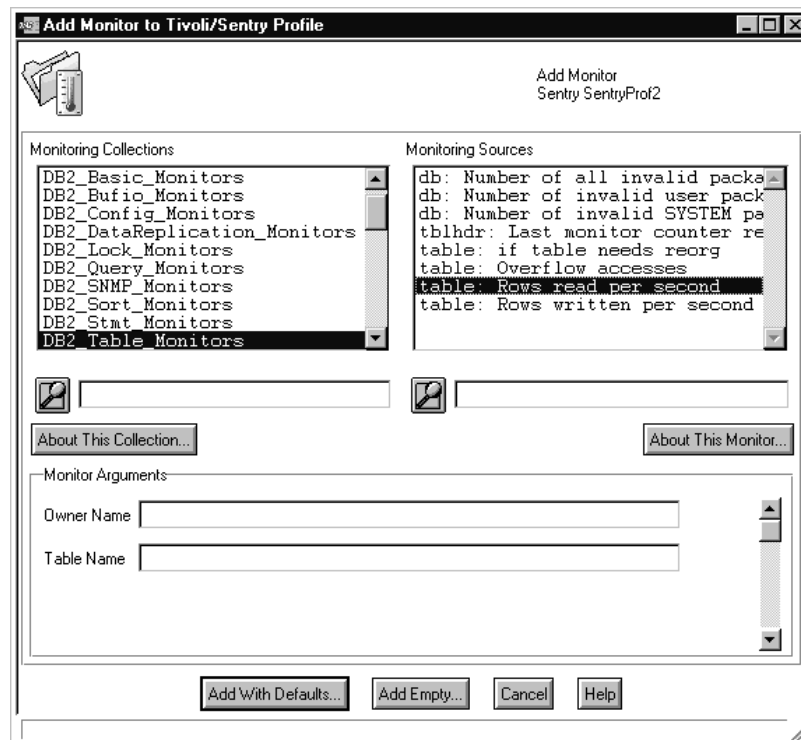 Add Monitor to Tivoli/Sentry Profile
Add Monitor
Sentry SentryProf2
Monitoring Collections
DB2_Basic_Monitors
DB2_Bufio_Monitors
DB2_Config_Monitors
DB2_DataReplication_Monitors
DB2_Lock_Monitors
DB2_Query_Monitors
DB2_SNMP_Monitors
DB2_Sort_Monitors
DB2_Stmt_Monitors
DB2_Table_Monitors
Monitoring Sources
db: Number of all invalid packa
db: Number of invalid user pack
db: Number of invalid SYSTEM pa
tblhdr: Last monitor counter re
table: if table needs reorg
table: Overflow accesses
table: Rows read per second
table: Rows written per second
About This Collection...
About This Monitor...
Monitor Arguments
Owner Name
Table Name
Add With Defaults...
Add Empty...
Cancel
Help